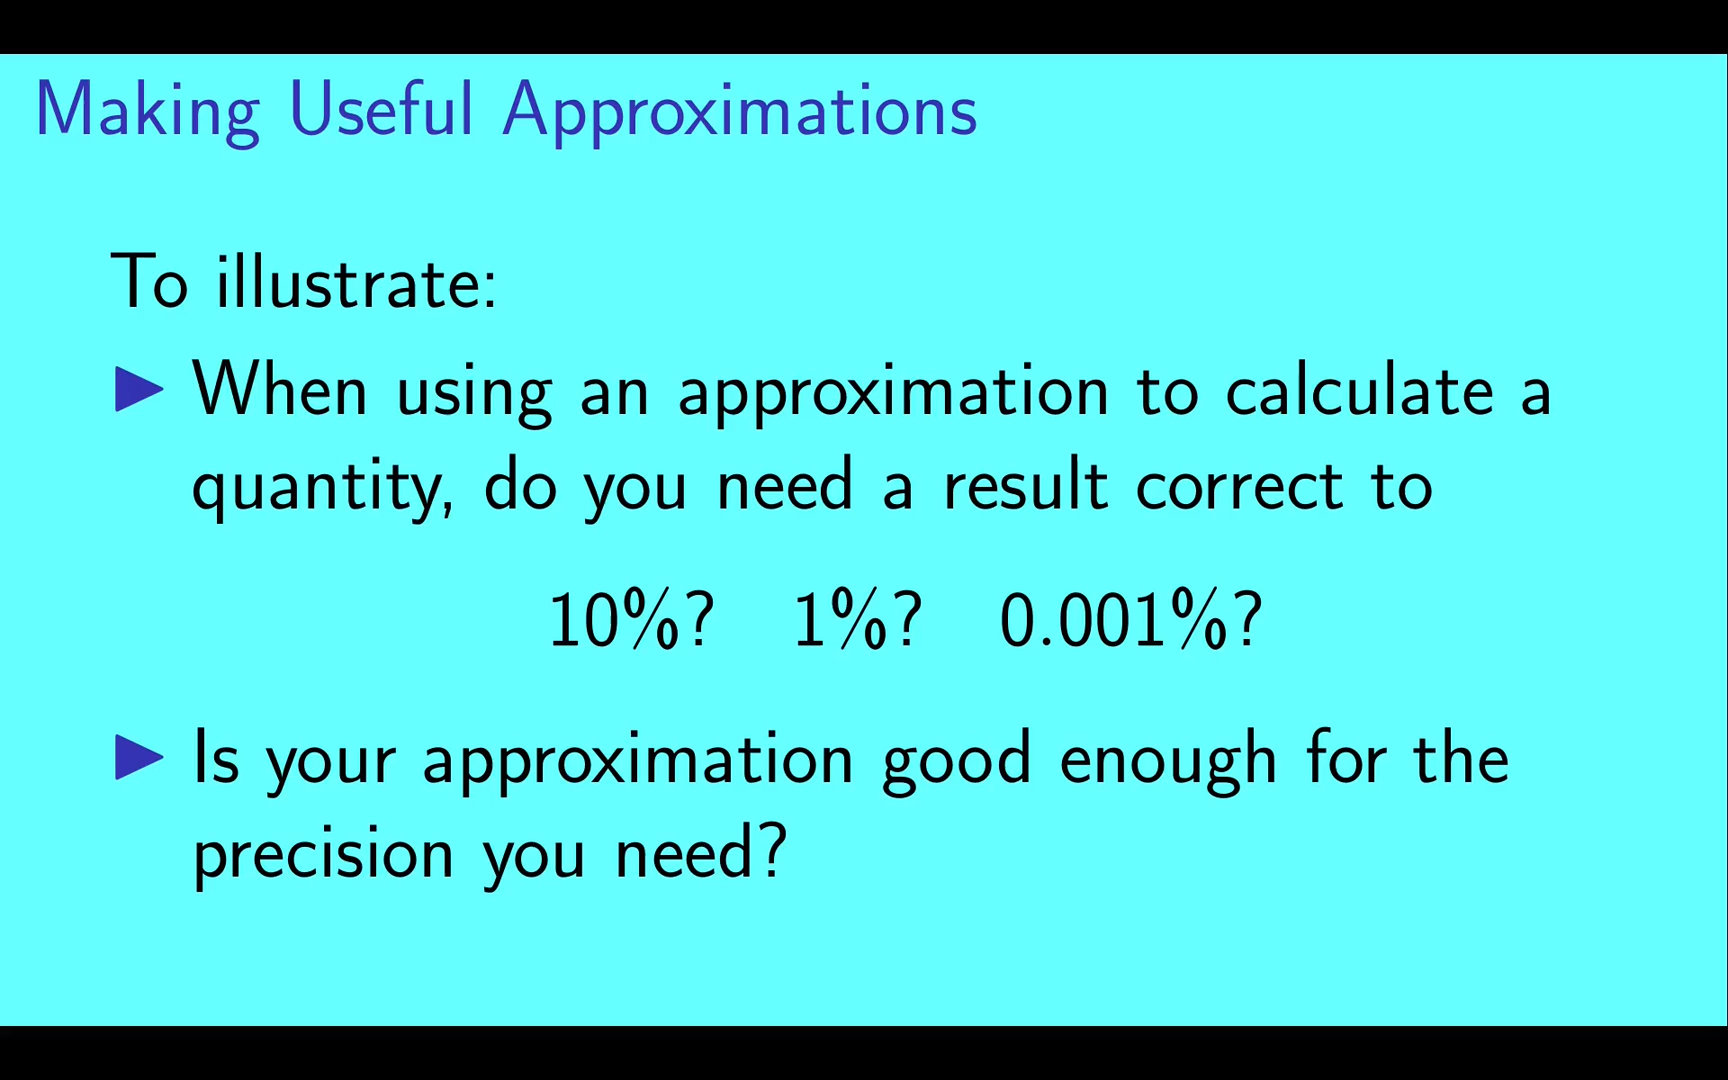 Making Useful Approximations
To illustrate:
▶ When using an approximation to calculate a
quantity, do you need a result correct to
10%? 1%? 0.001%?
▶ Is your approximation good enough for the
precision you need?